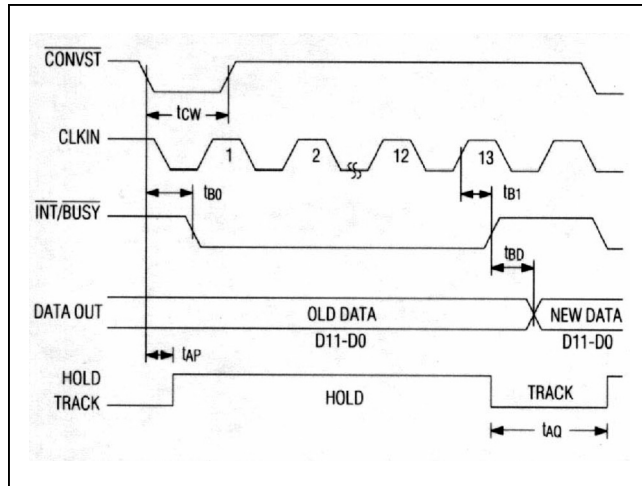 CONVST
tCW
CLKIN
1 2 12 13
tB0 tB1
INT/BUSY
tBD
DATA OUT OLD DATA NEW DATA
D11-D0 D11-D0
tAP
HOLD
TRACK HOLD TRACK
tAQ